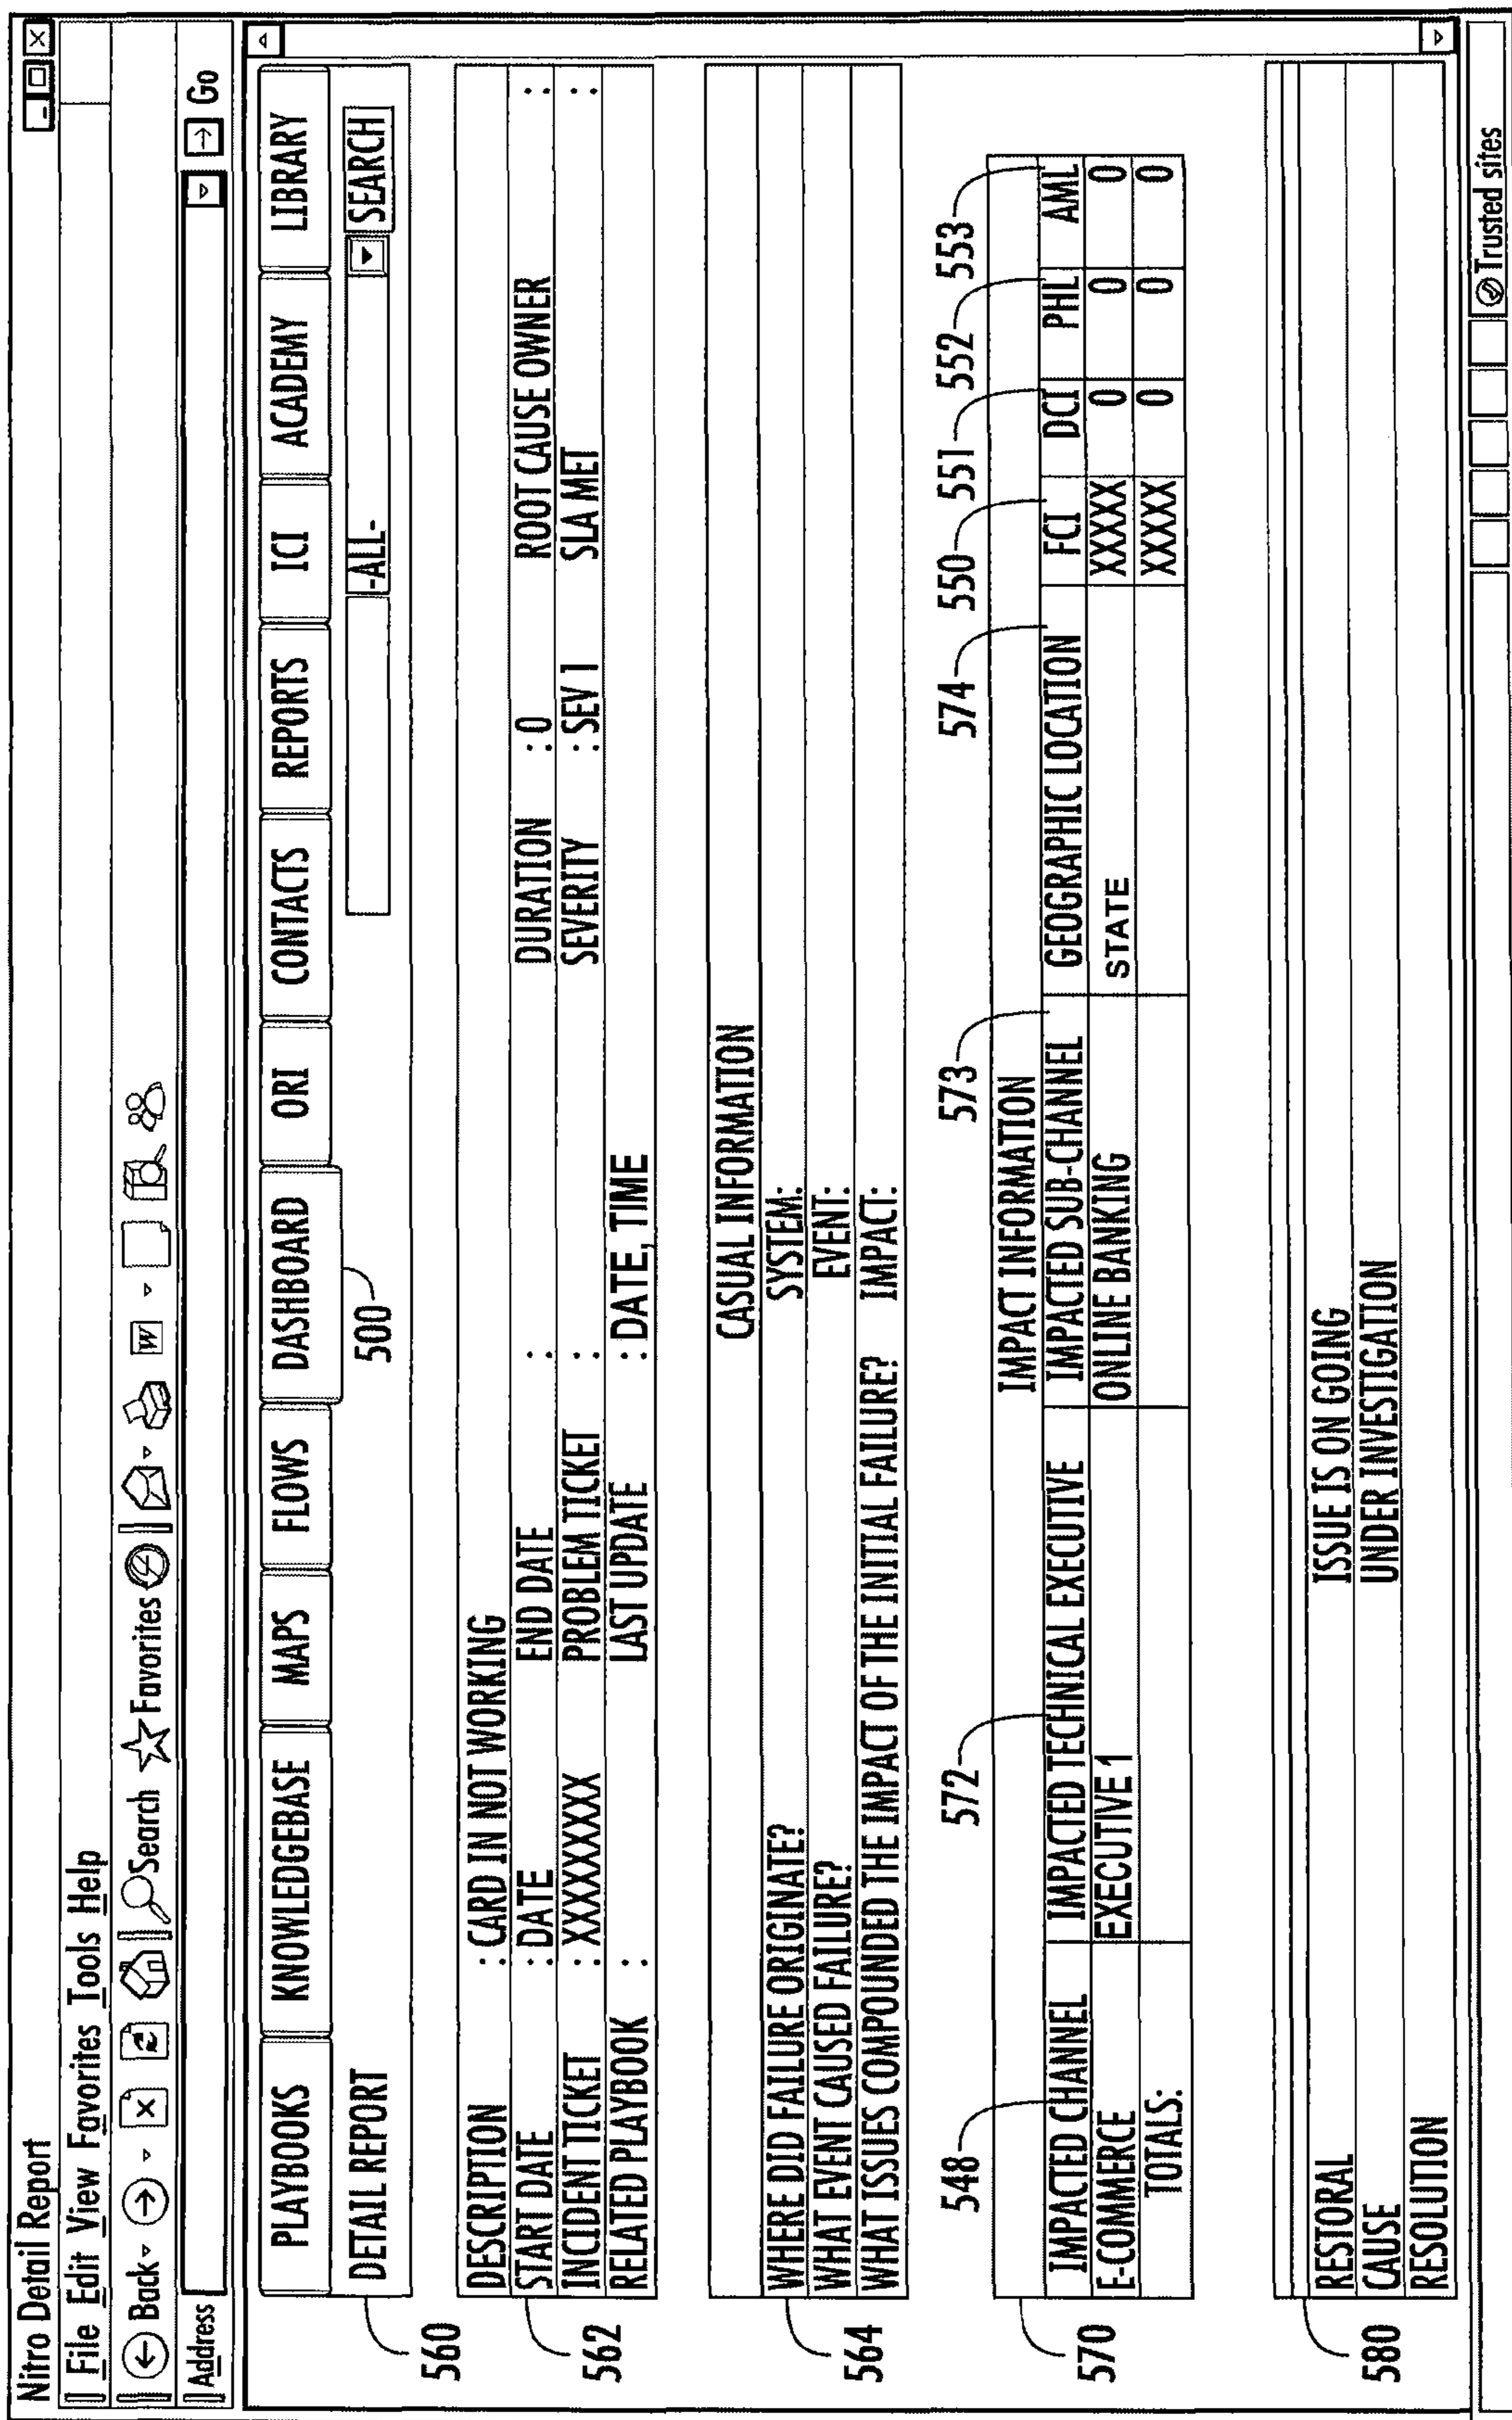 Nitro Detail Report
File Edit View Favorites Tools Help
Back Search Favorites W
Address Go
PLAYBOOKS KNOWLEDGEBASE MAPS FLOWS DASHBOARD ORI CONTACTS REPORTS ICI ACADEMY LIBRARY
DETAIL REPORT -ALL- SEARCH
500
560
DESCRIPTION : CARD IN NOT WORKING
START DATE : DATE END DATE : DURATION : 0 ROOT CAUSE OWNER :
INCIDENT TICKET : XXXXXXXX PROBLEM TICKET : SEVERITY : SEV 1 SLA MET :
RELATED PLAYBOOK : LAST UPDATE : DATE, TIME
562
CASUAL INFORMATION
WHERE DID FAILURE ORIGINATE? SYSTEM:
WHAT EVENT CAUSED FAILURE? EVENT:
WHAT ISSUES COMPOUNDED THE IMPACT OF THE INITIAL FAILURE? IMPACT:
564
548 572 573 574 550 551 552 553
IMPACT INFORMATION
IMPACTED CHANNEL IMPACTED TECHNICAL EXECUTIVE IMPACTED SUB-CHANNEL GEOGRAPHIC LOCATION FCI DCI PHL AML
E-COMMERCE EXECUTIVE 1 ONLINE BANKING STATE XXXXX 0 0 0
TOTALS: XXXXX 0 0 0
570
RESTORAL ISSUE IS ON GOING
CAUSE UNDER INVESTIGATION
RESOLUTION
580
Trusted sites